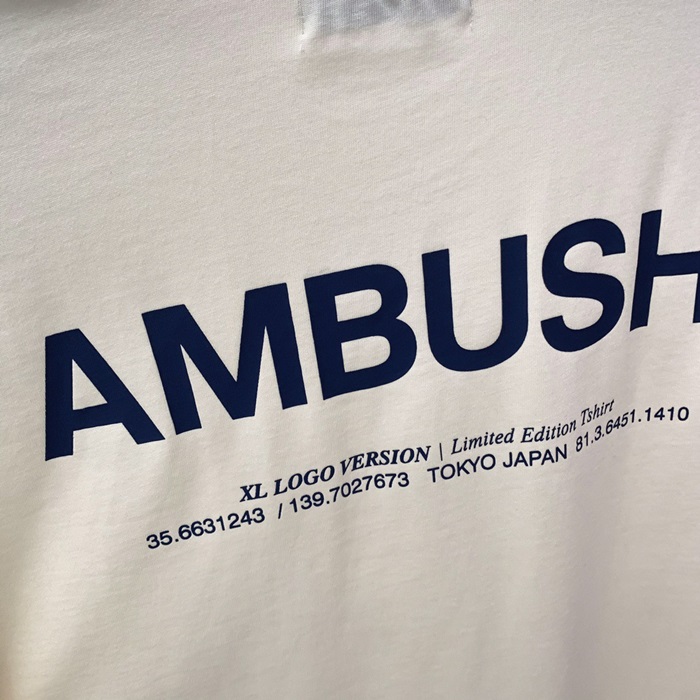 AMBUSH
XL LOGO VERSION | Limited Edition Tshirt
35.6631243 / 139.7027673 TOKYO JAPAN 81.3.6451.1410